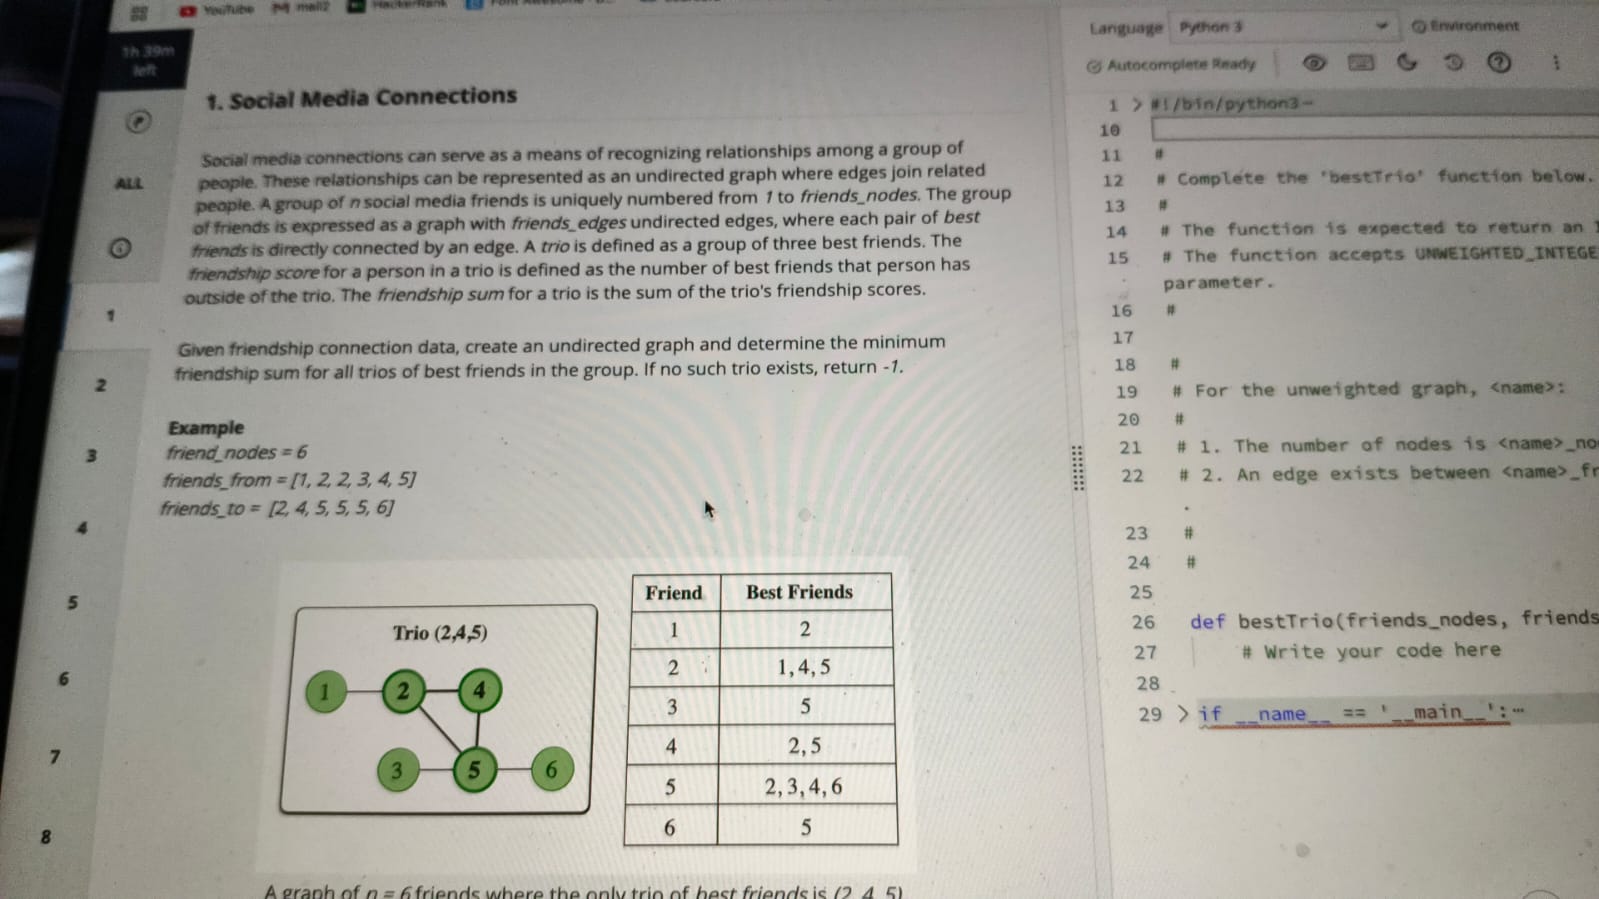 YouTube
mail2
HackerRank
1h 39m
left
ALL
1
2
3
4
5
6
7
8
1. Social Media Connections
Social media connections can serve as a means of recognizing relationships among a group of
people. These relationships can be represented as an undirected graph where edges join related
people. A group of n social media friends is uniquely numbered from 1 to friends_nodes. The group
of friends is expressed as a graph with friends_edges undirected edges, where each pair of best
friends is directly connected by an edge. A trio is defined as a group of three best friends. The
friendship score for a person in a trio is defined as the number of best friends that person has
outside of the trio. The friendship sum for a trio is the sum of the trio's friendship scores.
Given friendship connection data, create an undirected graph and determine the minimum
friendship sum for all trios of best friends in the group. If no such trio exists, return -1.
Example
friend_nodes = 6
friends_from = [1, 2, 2, 3, 4, 5]
friends_to = [2, 4, 5, 5, 5, 6]
Trio (2,4,5)
1 2 4
3 5 6
Friend Best Friends
1 2
2 1, 4, 5
3 5
4 2, 5
5 2, 3, 4, 6
6 5
A graph of n = 6 friends where the only trio of best friends is (2, 4, 5)
Language Python 3 Environment
Autocomplete Ready
1 > #!/bin/python3
10
11 #
12 # Complete the 'bestTrio' function below.
13 #
14 # The function is expected to return an I
15 # The function accepts UNWEIGHTED_INTEGE
parameter.
16 #
17
18 #
19 # For the unweighted graph, <name>:
20 #
21 # 1. The number of nodes is <name>_no
22 # 2. An edge exists between <name>_fr
.
23 #
24 #
25
26 def bestTrio(friends_nodes, friends
27 # Write your code here
28
29 > if __name__ == '__main__':